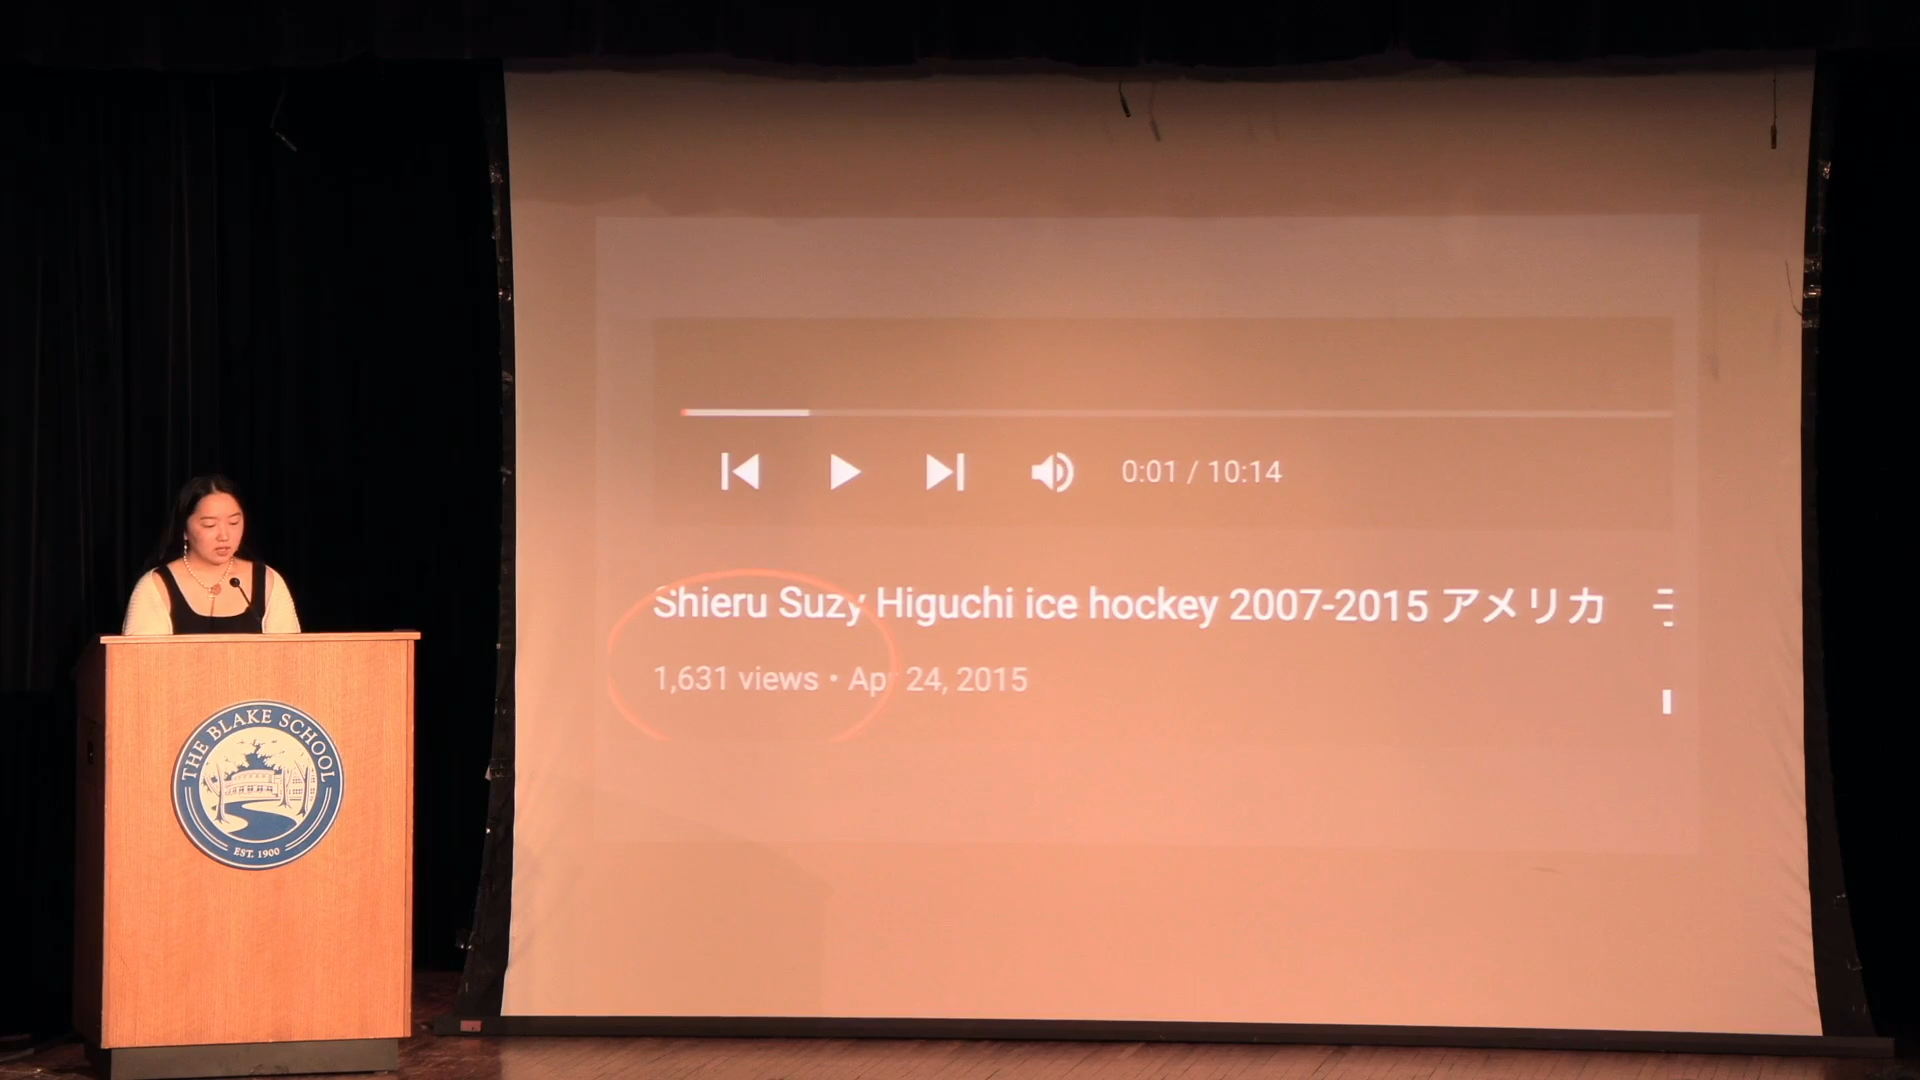 0:01 / 10:14
Shieru Suzy Higuchi ice hockey 2007-2015 アメリカ
1,631 views • Apr 24, 2015
THE BLAKE SCHOOL
EST. 1900